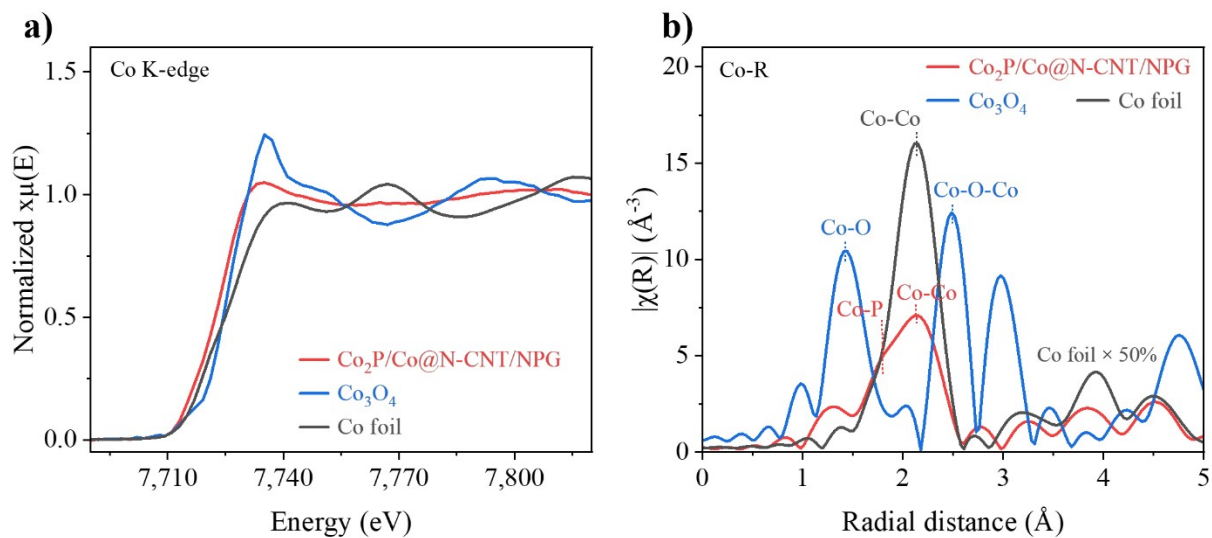 a)
Co K-edge
1.5
1.0
0.5
0.0
Normalized xμ(E)
Co₂P/Co@N-CNT/NPG
Co₃O₄
Co foil
7,710 7,740 7,770 7,800
Energy (eV)
b)
Co-R
Co₂P/Co@N-CNT/NPG
Co₃O₄ Co foil
20
15
10
5
0
|χ(R)| (Å⁻³)
Co-Co
Co-O-Co
Co-O
Co-P
Co-Co
Co foil × 50%
0 1 2 3 4 5
Radial distance (Å)